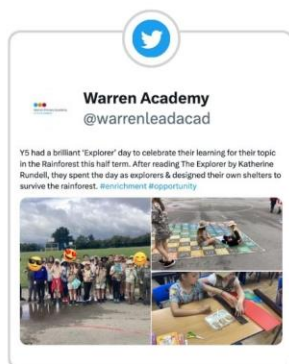 Warren Academy
@warrenleadacad
Y5 had a brilliant 'Explorer' day to celebrate their learning for their topic
in the Rainforest this half term. After reading The Explorer by Katherine
Rundell, they spent the day as explorers & designed their own shelters to
survive the rainforest. #enrichment #opportunity